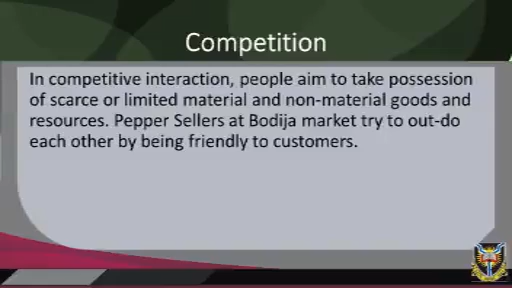 Competition
In competitive interaction, people aim to take possession
of scarce or limited material and non-material goods and
resources. Pepper Sellers at Bodija market try to out-do
each other by being friendly to customers.